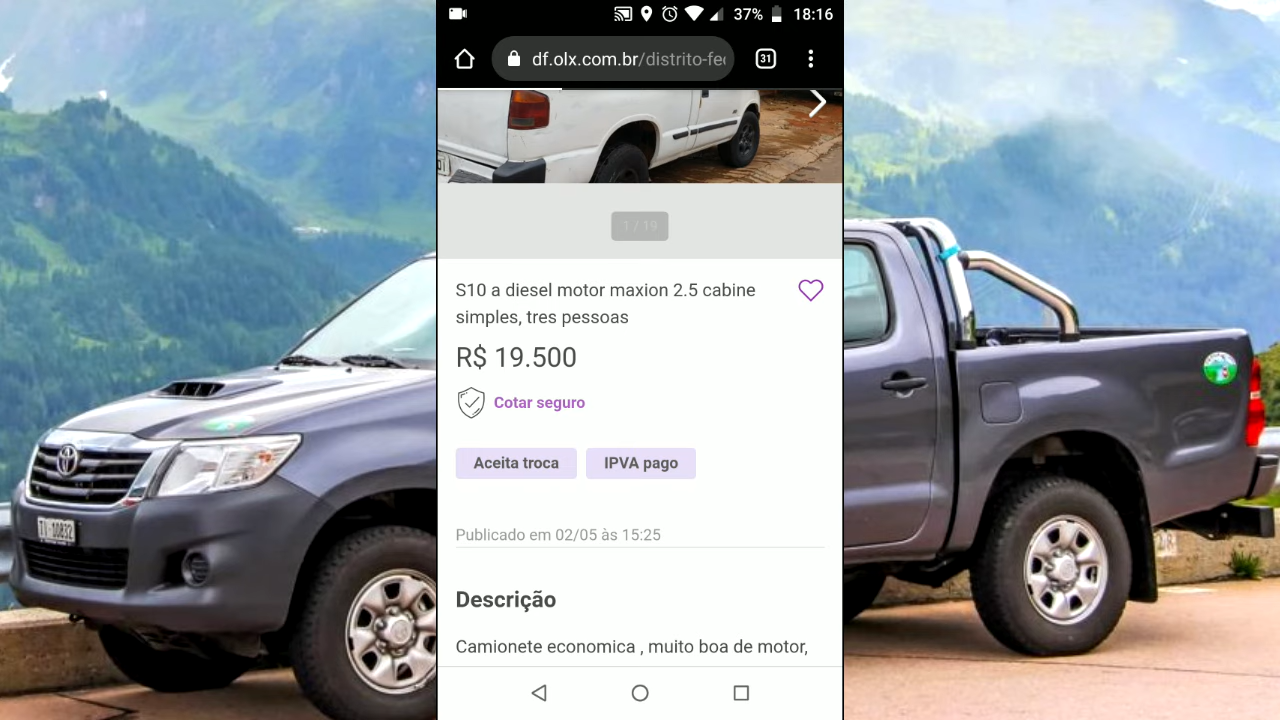 37% 18:16
df.olx.com.br/distrito-fe
31
1 / 19
S10 a diesel motor maxion 2.5 cabine
simples, tres pessoas
R$ 19.500
Cotar seguro
Aceita troca IPVA pago
Publicado em 02/05 às 15:25
Descrição
Camionete economica , muito boa de motor,
TI 10832